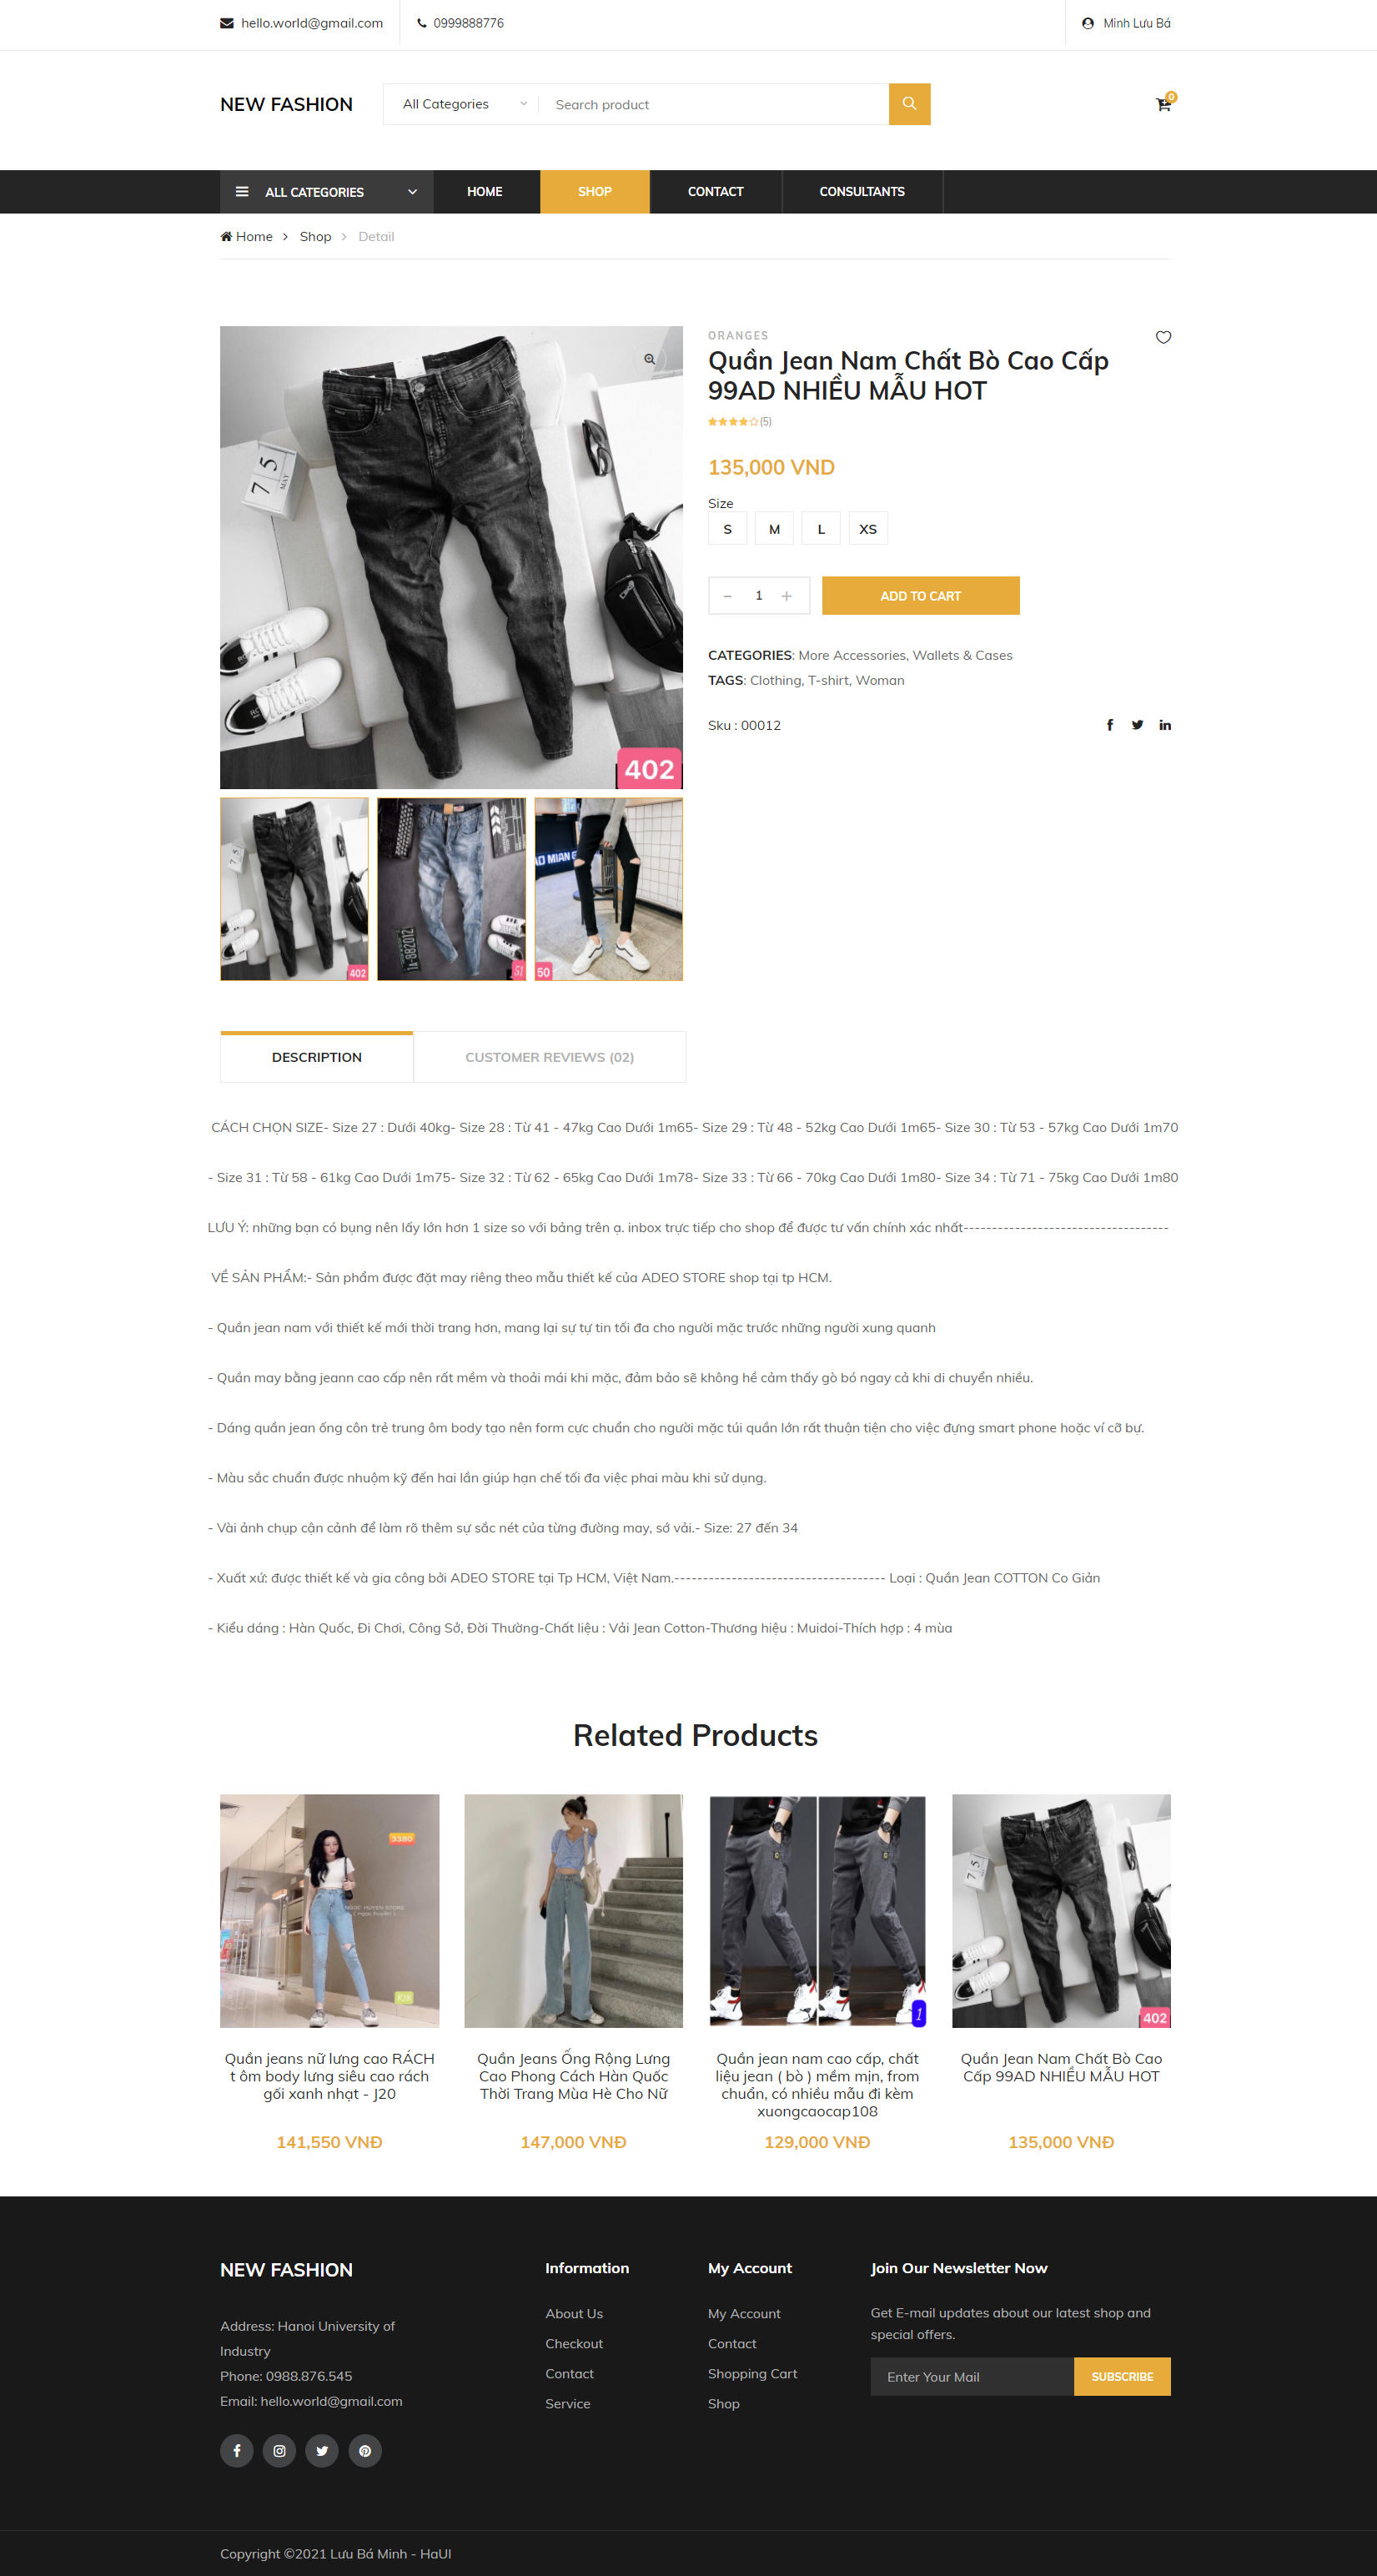 hello.world@gmail.com
0999888776
Minh Lưu Bá
NEW FASHION
All Categories
Search product
0
ALL CATEGORIES
HOME
SHOP
CONTACT
CONSULTANTS
Home
Shop
Detail
7 5
MAY
402
ORANGES
Quần Jean Nam Chất Bò Cao Cấp
99AD NHIỀU MẪU HOT
(5)
135,000 VND
Size
S
M
L
XS
- 1 +
ADD TO CART
CATEGORIES: More Accessories, Wallets & Cases
TAGS: Clothing, T-shirt, Woman
Sku : 00012
7 5
402
1A-882012
51
AO MIAN G
50
DESCRIPTION
CUSTOMER REVIEWS (02)
CÁCH CHỌN SIZE- Size 27 : Dưới 40kg- Size 28 : Từ 41 - 47kg Cao Dưới 1m65- Size 29 : Từ 48 - 52kg Cao Dưới 1m65- Size 30 : Từ 53 - 57kg Cao Dưới 1m70
- Size 31 : Từ 58 - 61kg Cao Dưới 1m75- Size 32 : Từ 62 - 65kg Cao Dưới 1m78- Size 33 : Từ 66 - 70kg Cao Dưới 1m80- Size 34 : Từ 71 - 75kg Cao Dưới 1m80
LƯU Ý: những bạn có bụng nên lấy lớn hơn 1 size so với bảng trên ạ. inbox trực tiếp cho shop để được tư vấn chính xác nhất------------------------------------
VỀ SẢN PHẨM:- Sản phẩm được đặt may riêng theo mẫu thiết kế của ADEO STORE shop tại tp HCM.
- Quần jean nam với thiết kế mới thời trang hơn, mang lại sự tự tin tối đa cho người mặc trước những người xung quanh
- Quần may bằng jeann cao cấp nên rất mềm và thoải mái khi mặc, đảm bảo sẽ không hề cảm thấy gò bó ngay cả khi di chuyển nhiều.
- Dáng quần jean ống côn trẻ trung ôm body tạo nên form cực chuẩn cho người mặc túi quần lớn rất thuận tiện cho việc đựng smart phone hoặc ví cỡ bự.
- Màu sắc chuẩn được nhuộm kỹ đến hai lần giúp hạn chế tối đa việc phai màu khi sử dụng.
- Vài ảnh chụp cận cảnh để làm rõ thêm sự sắc nét của từng đường may, sớ vải.- Size: 27 đến 34
- Xuất xứ: được thiết kế và gia công bởi ADEO STORE tại Tp HCM, Việt Nam.------------------------------------- Loại : Quần Jean COTTON Co Giản
- Kiểu dáng : Hàn Quốc, Đi Chơi, Công Sở, Đời Thường-Chất liệu : Vải Jean Cotton-Thương hiệu : Muidoi-Thích hợp : 4 mùa
Related Products
3380
NGOC HUYEN STORE
( Ngọc Huyền )
1
7 5
402
Quần jeans nữ lưng cao RÁCH
t ôm body lưng siêu cao rách
gối xanh nhạt - J20
141,550 VNĐ
Quần Jeans Ống Rộng Lưng
Cao Phong Cách Hàn Quốc
Thời Trang Mùa Hè Cho Nữ
147,000 VNĐ
Quần jean nam cao cấp, chất
liệu jean ( bò ) mềm mịn, from
chuẩn, có nhiều mẫu đi kèm
xuongcaocap108
129,000 VNĐ
Quần Jean Nam Chất Bò Cao
Cấp 99AD NHIỀU MẪU HOT
135,000 VNĐ
NEW FASHION
Address: Hanoi University of
Industry
Phone: 0988.876.545
Email: hello.world@gmail.com
Information
About Us
Checkout
Contact
Service
My Account
My Account
Contact
Shopping Cart
Shop
Join Our Newsletter Now
Get E-mail updates about our latest shop and
special offers.
Enter Your Mail
SUBSCRIBE
Copyright ©2021 Lưu Bá Minh - HaUI